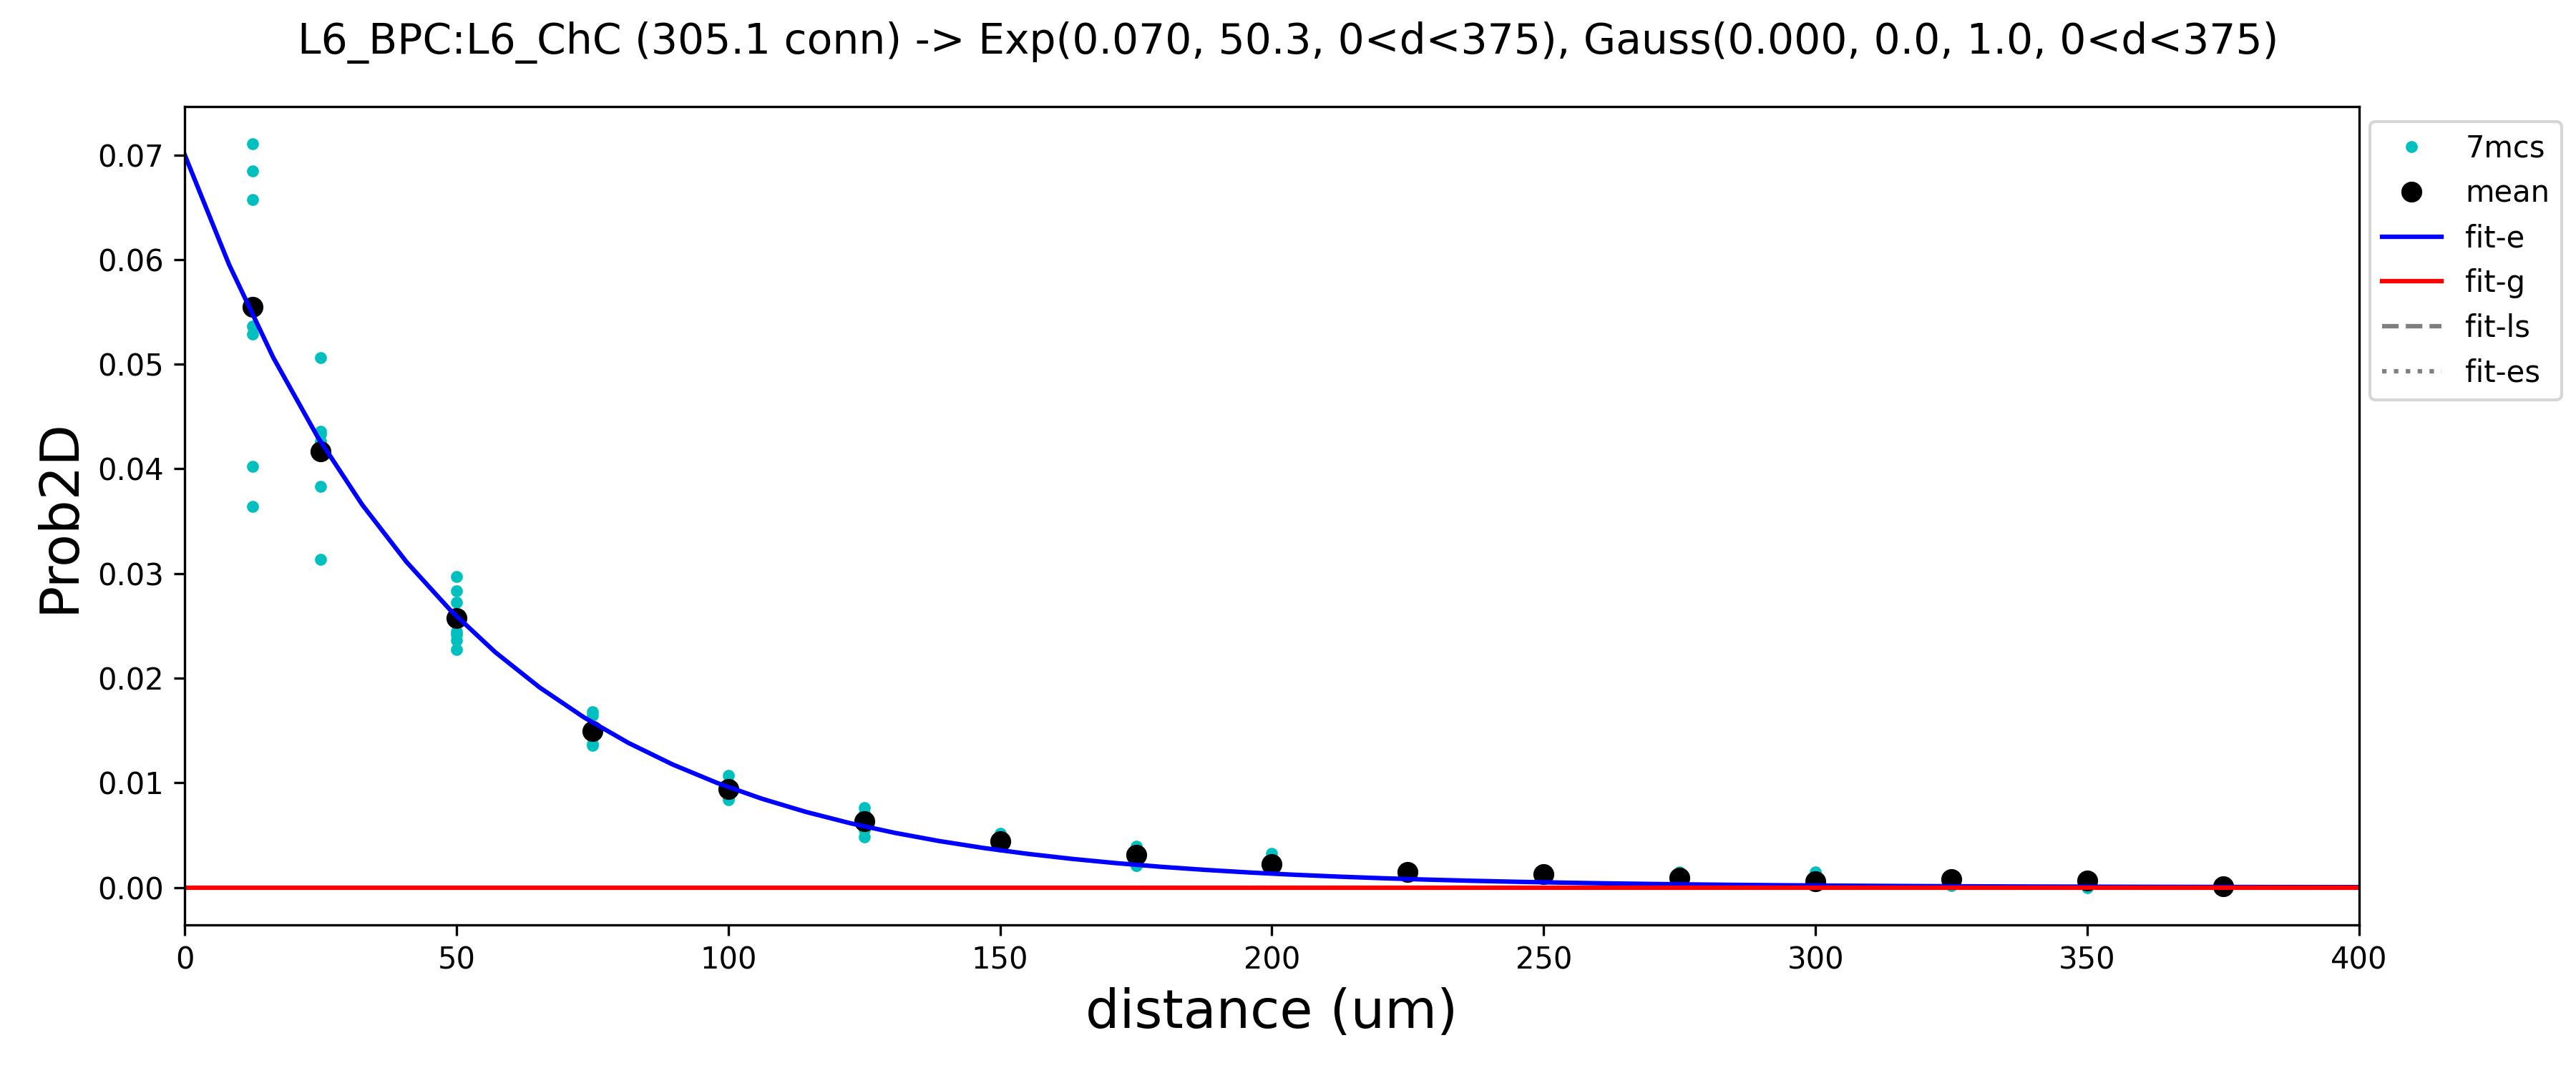 L6_BPC:L6_ChC (305.1 conn) -> Exp(0.070, 50.3, 0<d<375), Gauss(0.000, 0.0, 1.0, 0<d<375)
7mcs
mean
fit-e
fit-g
fit-ls
fit-es
Prob2D
0.07
0.06
0.05
0.04
0.03
0.02
0.01
0.00
0 50 100 150 200 250 300 350 400
distance (um)